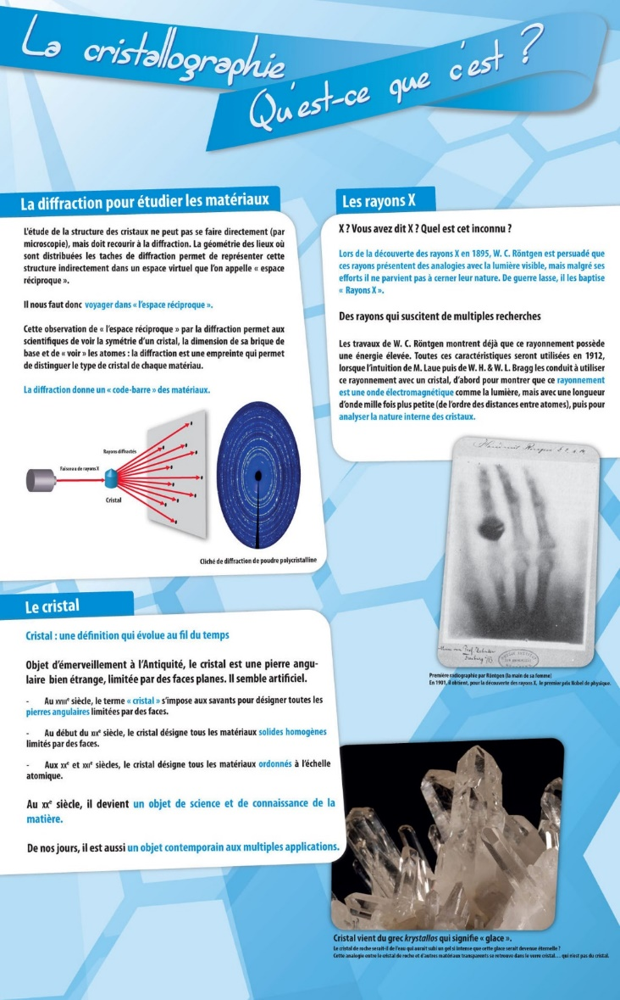 La cristallographie
Qu'est-ce que c'est ?
La diffraction pour étudier les matériaux
L'étude de la structure des cristaux ne peut pas se faire directement (par
microscopie), mais doit recourir à la diffraction. La géométrie des lieux où
sont distribuées les taches de diffraction permet de représenter cette
structure indirectement dans un espace virtuel que l'on appelle « espace
réciproque ».
Il nous faut donc voyager dans « l'espace réciproque ».
Cette observation de « l'espace réciproque » par la diffraction permet aux
scientifiques de voir la symétrie d'un cristal, la dimension de sa brique de
base et de « voir » les atomes : la diffraction est une empreinte qui permet
de distinguer le type de cristal de chaque matériau.
La diffraction donne un « code-barre » des matériaux.
Rayons diffractés
Faisceau de rayons X
Cristal
Cliché de diffraction de poudre polycristalline
Les rayons X
X ? Vous avez dit X ? Quel est cet inconnu ?
Lors de la découverte des rayons X en 1895, W. C. Röntgen est persuadé que
ces rayons présentent des analogies avec la lumière visible, mais malgré ses
efforts il ne parvient pas à cerner leur nature. De guerre lasse, il les baptise
« Rayons X ».
Des rayons qui suscitent de multiples recherches
Les travaux de W. C. Röntgen montrent déjà que ce rayonnement possède
une énergie élevée. Toutes ces caractéristiques seront utilisées en 1912,
lorsque l'intuition de M. Laue puis de W. H. & W. L. Bragg les conduit à utiliser
ce rayonnement avec un cristal, d'abord pour montrer que ce rayonnement
est une onde électromagnétique comme la lumière, mais avec une longueur
d'onde mille fois plus petite (de l'ordre des distances entre atomes), puis pour
analyser la nature interne des cristaux.
Première radiographie par Röntgen (la main de sa femme)
En 1901, il obtient, pour la découverte des rayons X, le premier prix Nobel de physique.
Le cristal
Cristal : une définition qui évolue au fil du temps
Objet d'émerveillement à l'Antiquité, le cristal est une pierre angu-
laire bien étrange, limitée par des faces planes. Il semble artificiel.
- Au XVIIIe siècle, le terme « cristal » s'impose aux savants pour désigner toutes les
pierres angulaires limitées par des faces.
- Au début du XIXe siècle, le cristal désigne tous les matériaux solides homogènes
limités par des faces.
- Aux XXe et XXIe siècles, le cristal désigne tous les matériaux ordonnés à l'échelle
atomique.
Au XXe siècle, il devient un objet de science et de connaissance de la
matière.
De nos jours, il est aussi un objet contemporain aux multiples applications.
Cristal vient du grec krystallos qui signifie « glace ».
Le cristal de roche serait-il de l'eau qui aurait subi un gel si intense que cette glace serait devenue éternelle ?
Cette analogie entre le cristal de roche et d'autres matériaux transparents se retrouve dans le verre cristal... qui n'est pas du cristal.